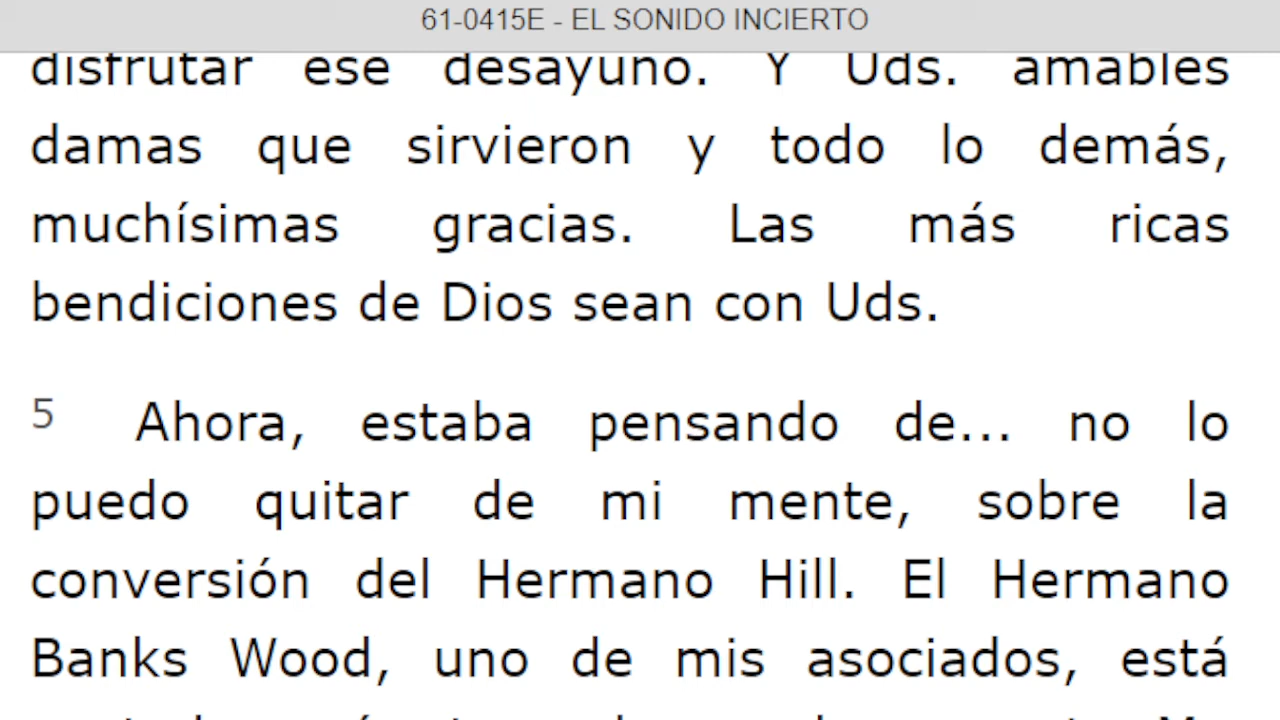 61-0415E - EL SONIDO INCIERTO
disfrutar ese desayuno. Y Uds. amables
damas que sirvieron y todo lo demás,
muchísimas gracias. Las más ricas
bendiciones de Dios sean con Uds.
5 Ahora, estaba pensando de... no lo
puedo quitar de mi mente, sobre la
conversión del Hermano Hill. El Hermano
Banks Wood, uno de mis asociados, está